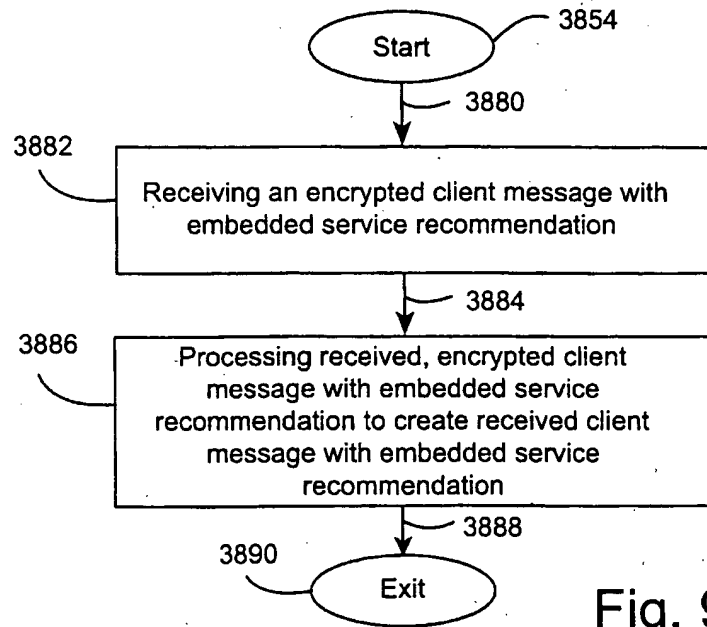 Start
3854
3880
3882
Receiving an encrypted client message with
embedded service recommendation
3884
3886
Processing received, encrypted client
message with embedded service
recommendation to create received client
message with embedded service
recommendation
3888
3890
Exit
Fig. 9